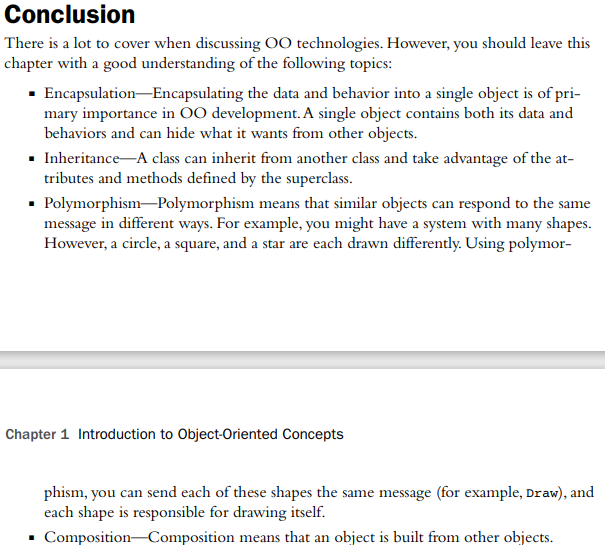 Conclusion
There is a lot to cover when discussing OO technologies. However, you should leave this
chapter with a good understanding of the following topics:
▪ Encapsulation—Encapsulating the data and behavior into a single object is of pri-
mary importance in OO development. A single object contains both its data and
behaviors and can hide what it wants from other objects.
▪ Inheritance—A class can inherit from another class and take advantage of the at-
tributes and methods defined by the superclass.
▪ Polymorphism—Polymorphism means that similar objects can respond to the same
message in different ways. For example, you might have a system with many shapes.
However, a circle, a square, and a star are each drawn differently. Using polymor-
Chapter 1 Introduction to Object-Oriented Concepts
phism, you can send each of these shapes the same message (for example, Draw), and
each shape is responsible for drawing itself.
▪ Composition—Composition means that an object is built from other objects.